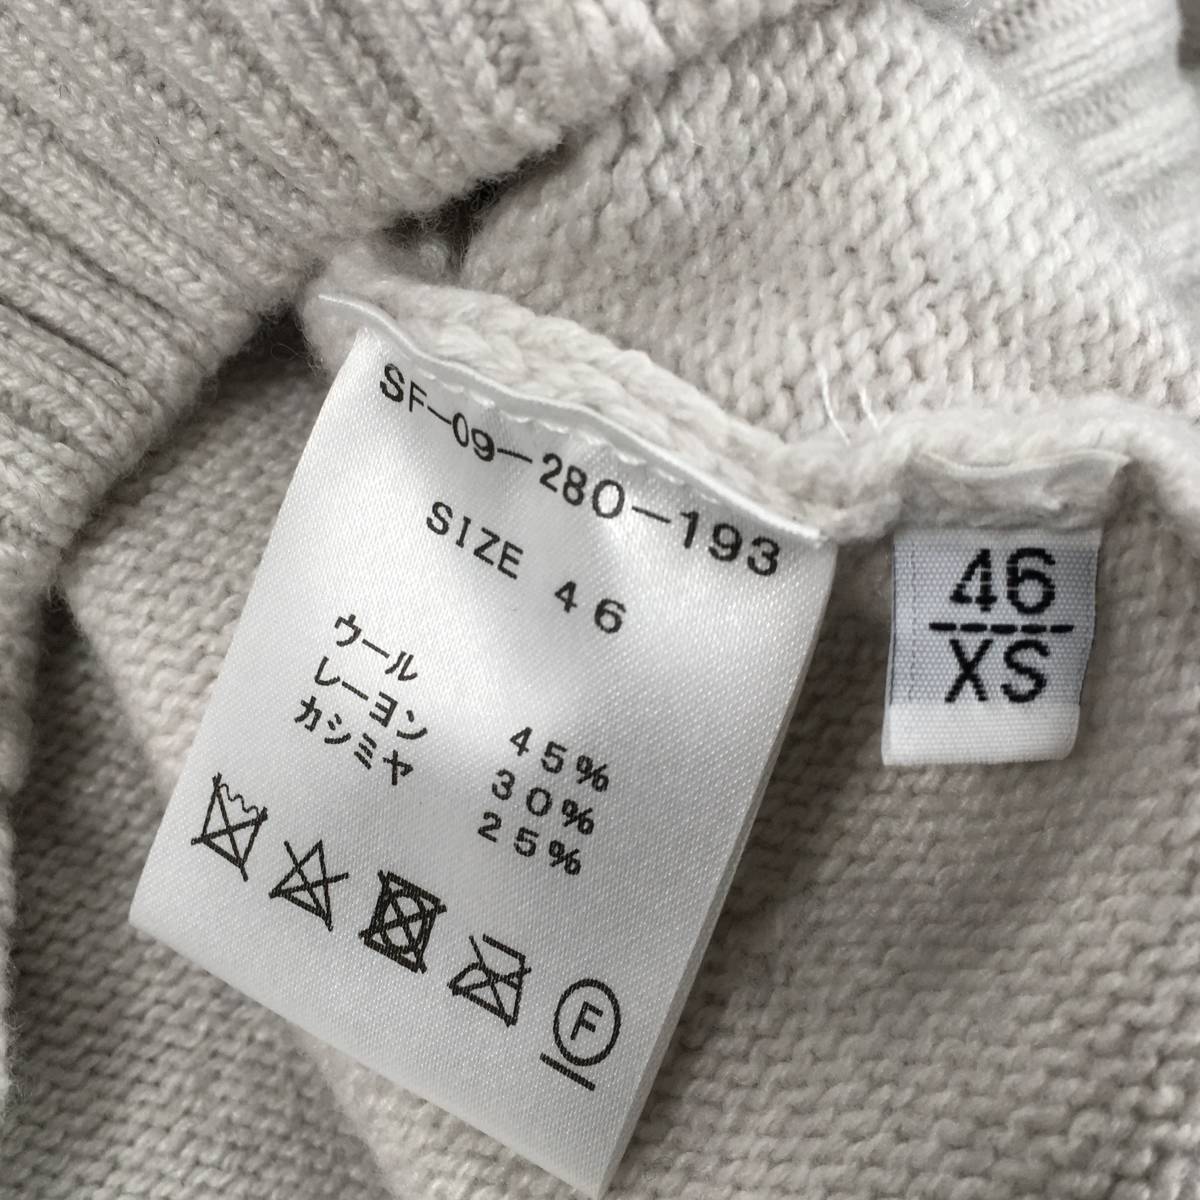 SF-09-280-193
SIZE 46
ウール 45%
レーヨン 30%
カシミヤ 25%
F
46
XS